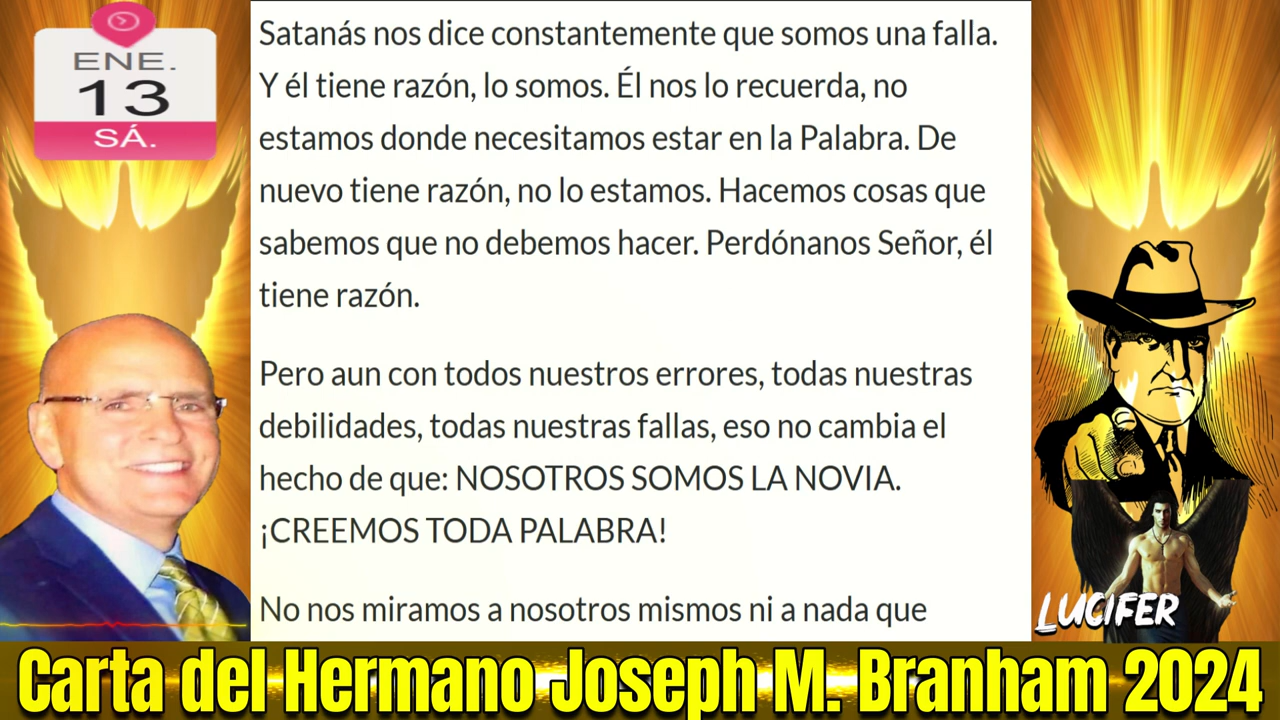 ENE.
13
SÁ.
Satanás nos dice constantemente que somos una falla.
Y él tiene razón, lo somos. Él nos lo recuerda, no
estamos donde necesitamos estar en la Palabra. De
nuevo tiene razón, no lo estamos. Hacemos cosas que
sabemos que no debemos hacer. Perdónanos Señor, él
tiene razón.
Pero aun con todos nuestros errores, todas nuestras
debilidades, todas nuestras fallas, eso no cambia el
hecho de que: NOSOTROS SOMOS LA NOVIA.
¡CREEMOS TODA PALABRA!
No nos miramos a nosotros mismos ni a nada que
LUCIFER
Carta del Hermano Joseph M. Branham 2024